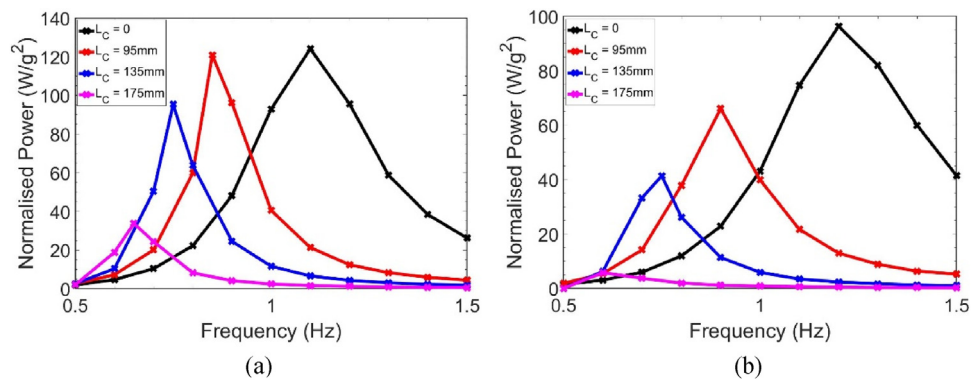 140
120
100
80
60
40
20
0
Normalised Power (W/g²)
L_C = 0
L_C = 95mm
L_C = 135mm
L_C = 175mm
0.5 1 1.5
Frequency (Hz)
(a)
100
80
60
40
20
0
Normalised Power (W/g²)
L_C = 0
L_C = 95mm
L_C = 135mm
L_C = 175mm
0.5 1 1.5
Frequency (Hz)
(b)